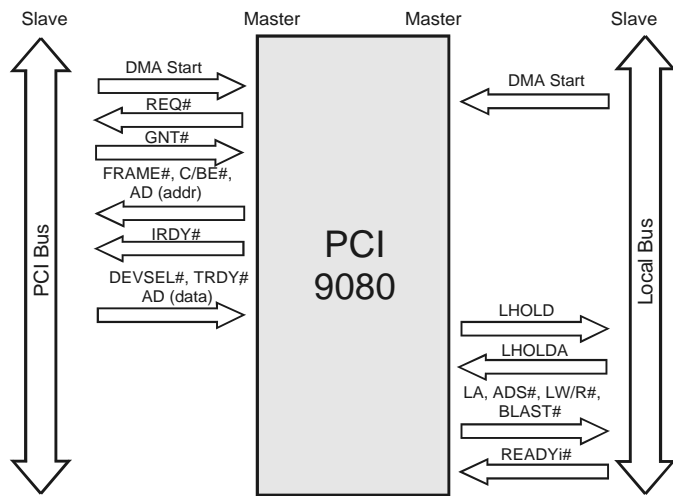 Slave
Master
Master
Slave
DMA Start
REQ#
GNT#
FRAME#, C/BE#,
AD (addr)
IRDY#
DEVSEL#, TRDY#
AD (data)
PCI Bus
PCI
9080
DMA Start
LHOLD
LHOLDA
LA, ADS#, LW/R#,
BLAST#
READYi#
Local Bus